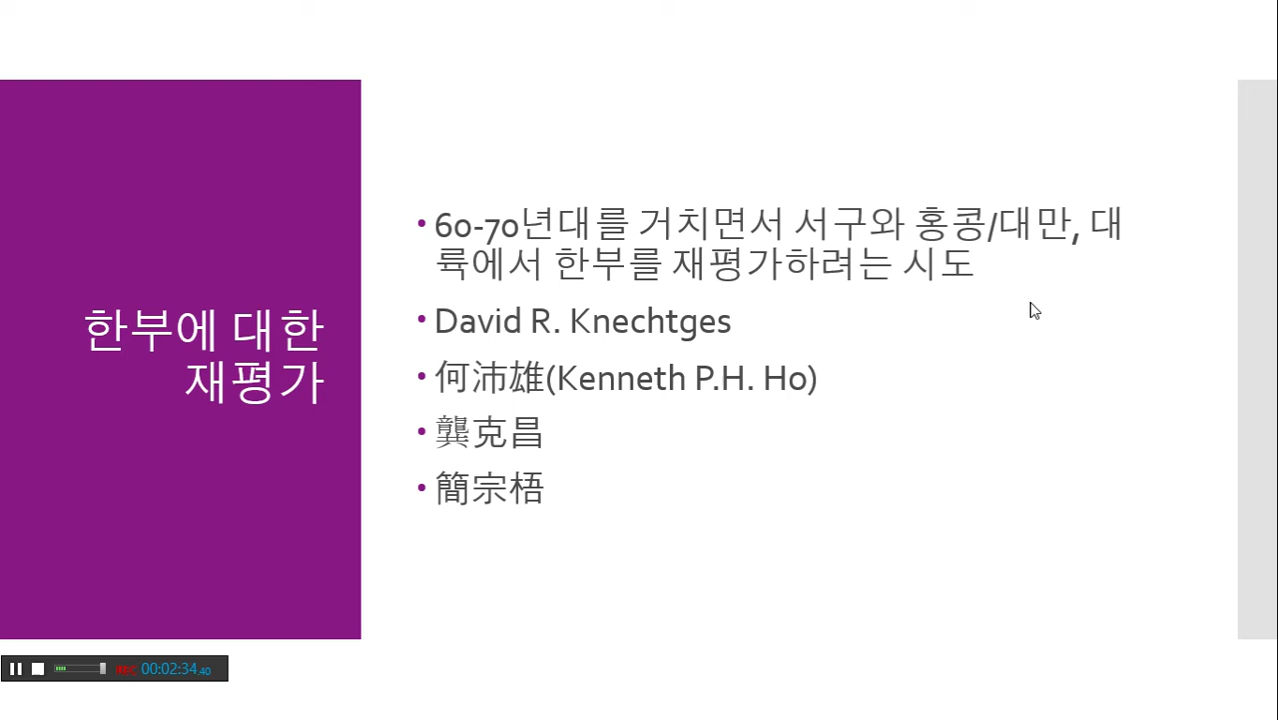 한부에 대한
재평가
• 60-70년대를 거치면서 서구와 홍콩/대만, 대
륙에서 한부를 재평가하려는 시도
• David R. Knechtges
• 何沛雄(Kenneth P.H. Ho)
• 龔克昌
• 簡宗梧
REC 00:02:34.40